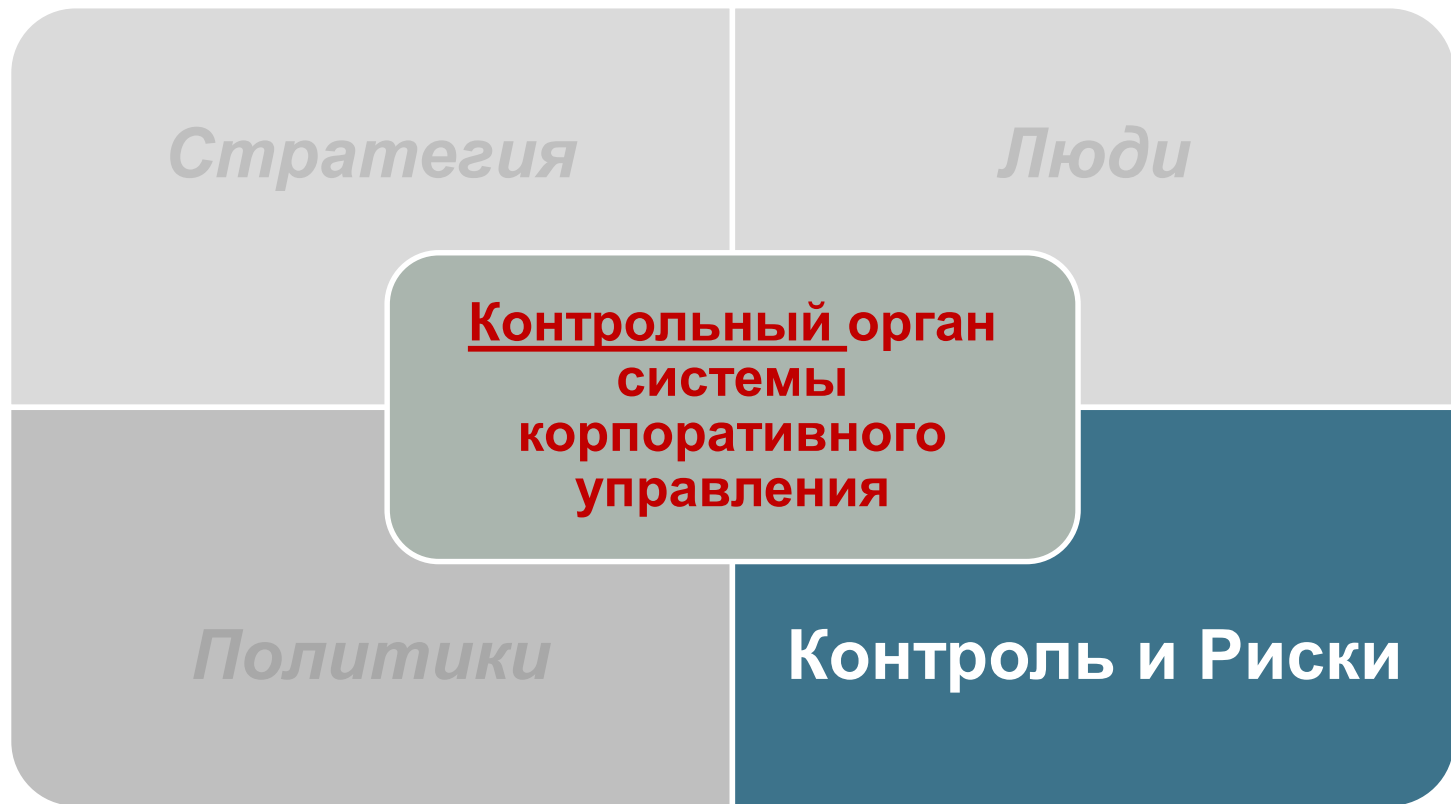 Стратегия
Люди
Контрольный орган
системы
корпоративного
управления
Политики
Контроль и Риски